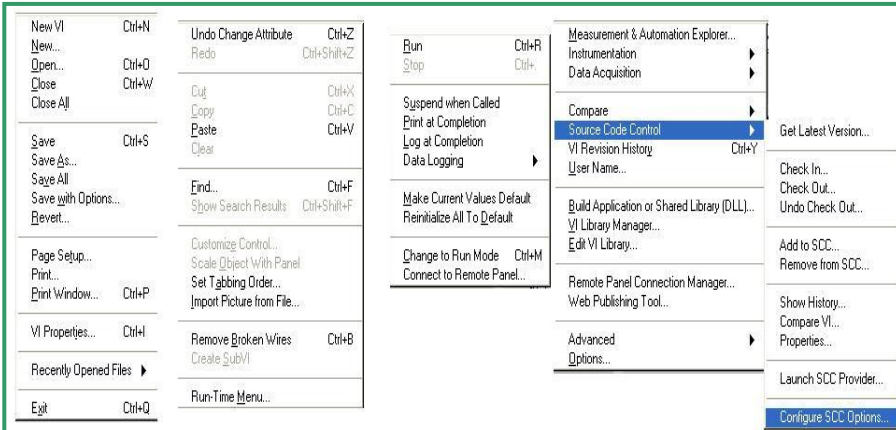 New VI Ctrl+N
New...
Open... Ctrl+O
Close Ctrl+W
Close All
Save Ctrl+S
Save As...
Save All
Save with Options...
Revert...
Page Setup...
Print...
Print Window... Ctrl+P
VI Properties... Ctrl+I
Recently Opened Files
Exit Ctrl+Q
Undo Change Attribute Ctrl+Z
Redo Ctrl+Shift+Z
Cut Ctrl+X
Copy Ctrl+C
Paste Ctrl+V
Clear
Find... Ctrl+F
Show Search Results Ctrl+Shift+F
Customize Control...
Scale Object With Panel
Set Tabbing Order...
Import Picture from File...
Remove Broken Wires Ctrl+B
Create SubVI
Run-Time Menu...
Run Ctrl+R
Stop Ctrl+.
Suspend when Called
Print at Completion
Log at Completion
Data Logging
Make Current Values Default
Reinitialize All To Default
Change to Run Mode Ctrl+M
Connect to Remote Panel...
Measurement & Automation Explorer...
Instrumentation
Data Acquisition
Compare
Source Code Control
VI Revision History Ctrl+Y
User Name...
Build Application or Shared Library (DLL)...
VI Library Manager...
Edit VI Library...
Remote Panel Connection Manager...
Web Publishing Tool...
Advanced
Options...
Get Latest Version...
Check In...
Check Out...
Undo Check Out...
Add to SCC...
Remove from SCC...
Show History...
Compare VI...
Properties...
Launch SCC Provider...
Configure SCC Options...